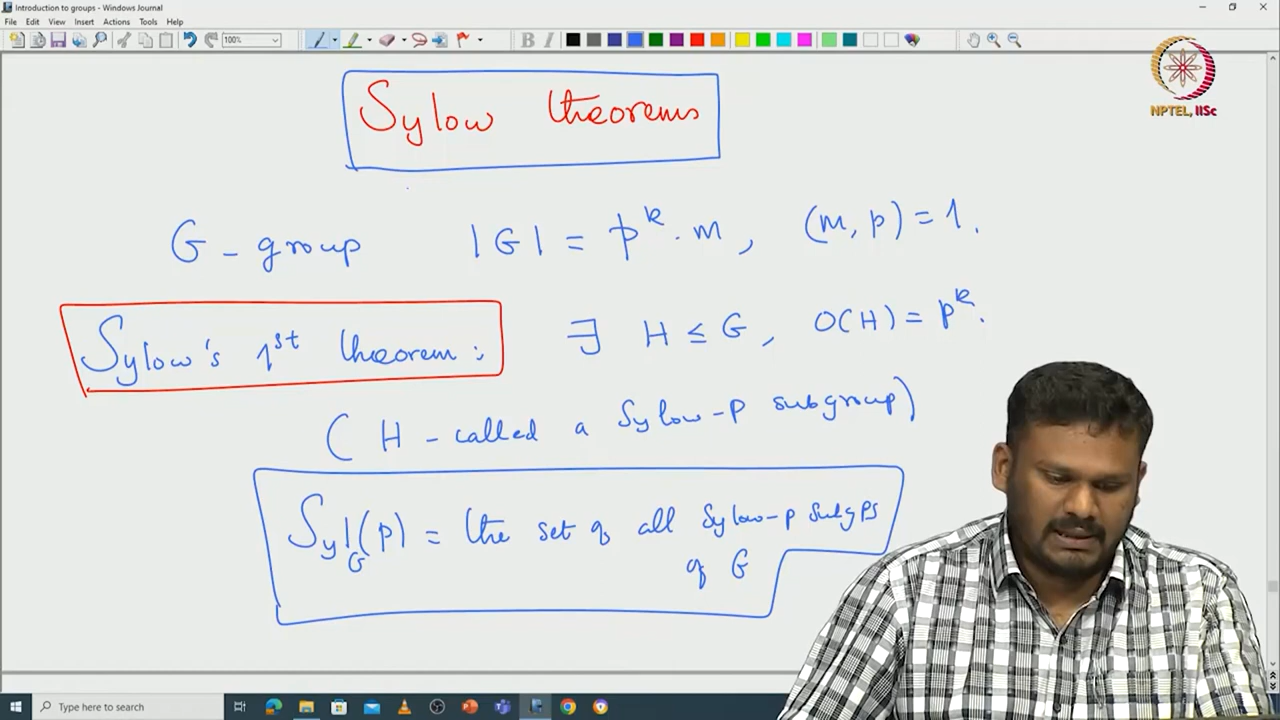 Introduction to groups - Windows Journal
File Edit View Insert Actions Tools Help
100%
B I
NPTEL, IISc
Sylow theorems
G - group |G| = p^k . m , (m, p) = 1.
Sylow's 1st theorem : ∃ H ≤ G , O(H) = p^k.
( H - called a Sylow-p subgroup)
Syl_G(p) = the set of all Sylow-p subgps
of G
Type here to search